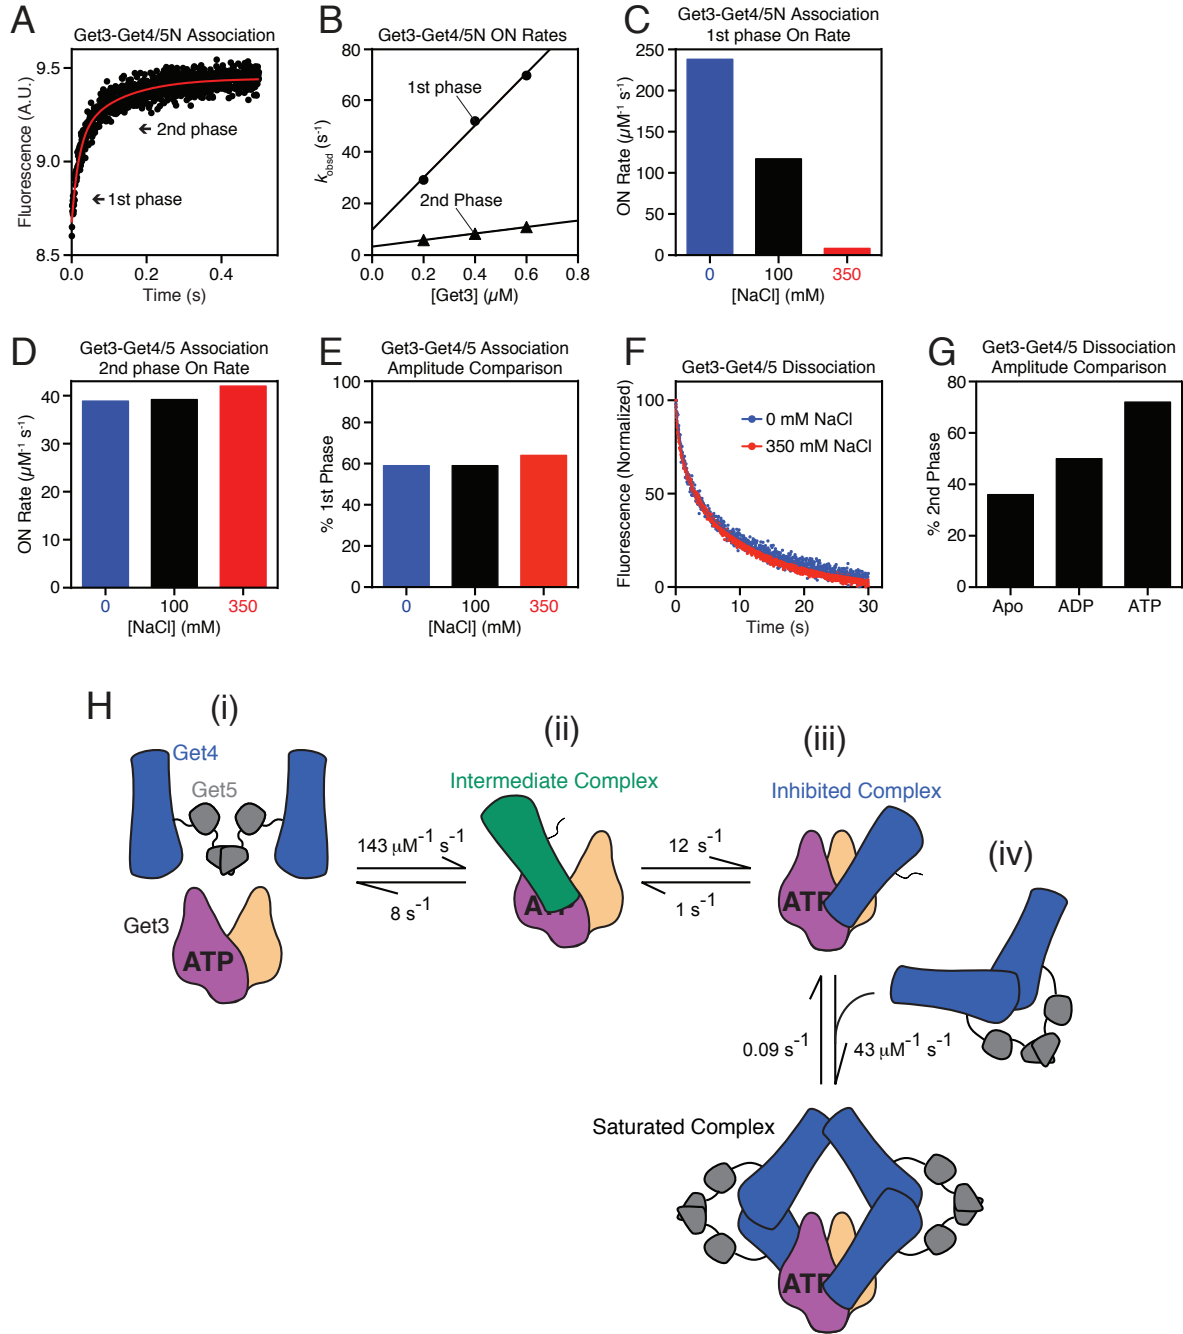 A
Get3-Get4/5N Association
Fluorescence (A.U.)
9.5
9.0
8.5
2nd phase
1st phase
0.0 0.2 0.4
Time (s)
B
Get3-Get4/5N ON Rates
kobsd (s-1)
80
60
40
20
0
1st phase
2nd Phase
0.0 0.2 0.4 0.6 0.8
[Get3] (µM)
C
Get3-Get4/5N Association
1st phase On Rate
ON Rate (µM-1 s-1)
250
200
150
100
50
0
0 100 350
[NaCl] (mM)
D
Get3-Get4/5 Association
2nd phase On Rate
ON Rate (µM-1 s-1)
40
30
20
10
0
0 100 350
[NaCl] (mM)
E
Get3-Get4/5 Association
Amplitude Comparison
% 1st Phase
100
80
60
40
20
0
0 100 350
[NaCl] (mM)
F
Get3-Get4/5 Dissociation
Fluorescence (Normalized)
100
50
0
0 mM NaCl
350 mM NaCl
0 10 20 30
Time (s)
G
Get3-Get4/5 Dissociation
Amplitude Comparison
% 2nd Phase
80
60
40
20
0
Apo ADP ATP
H
(i)
Get4
Get5
Get3
ATP
143 µM-1 s-1
8 s-1
(ii)
Intermediate Complex
ATP
12 s-1
1 s-1
(iii)
Inhibited Complex
ATP
(iv)
0.09 s-1
43 µM-1 s-1
Saturated Complex
ATP